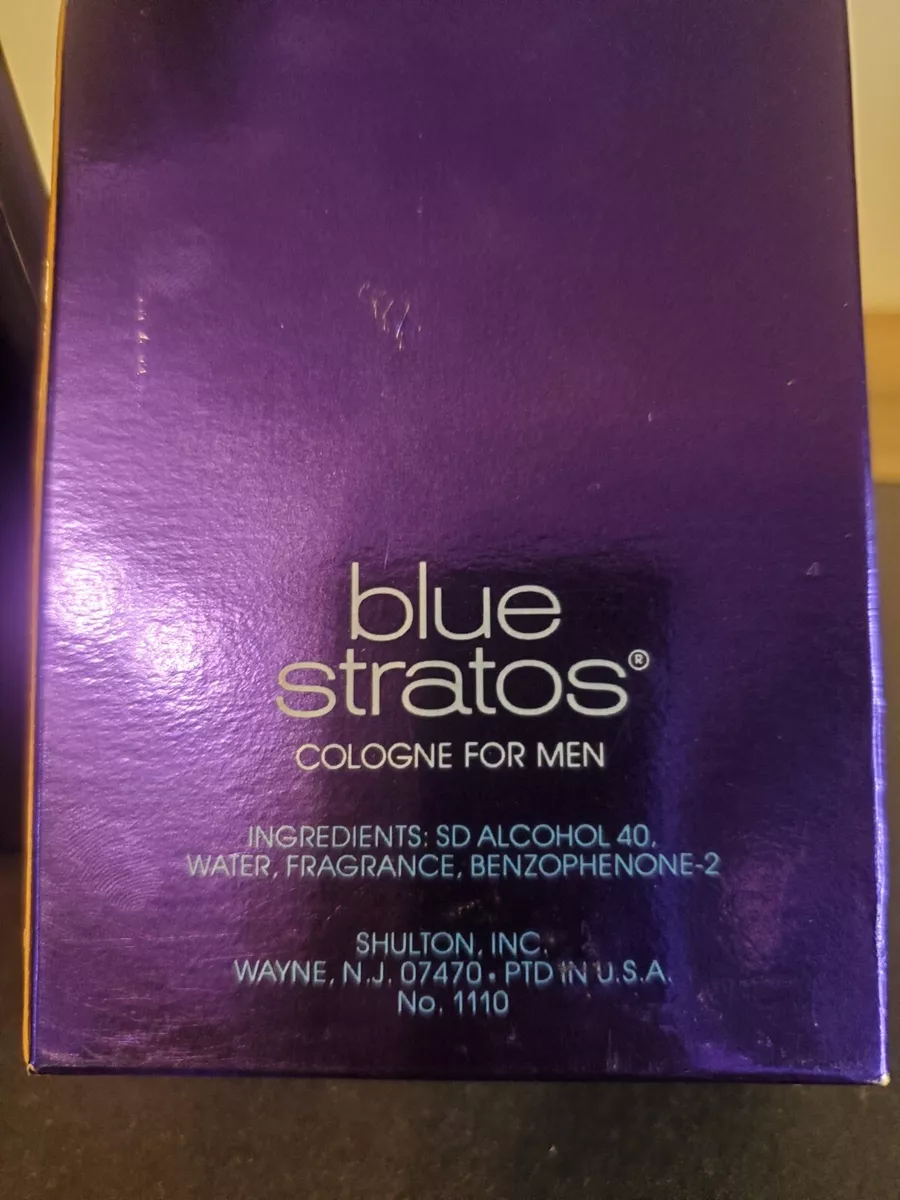 blue
stratos®
COLOGNE FOR MEN
INGREDIENTS: SD ALCOHOL 40,
WATER, FRAGRANCE, BENZOPHENONE-2
SHULTON, INC.
WAYNE, N.J. 07470 • PTD IN U.S.A.
No. 1110